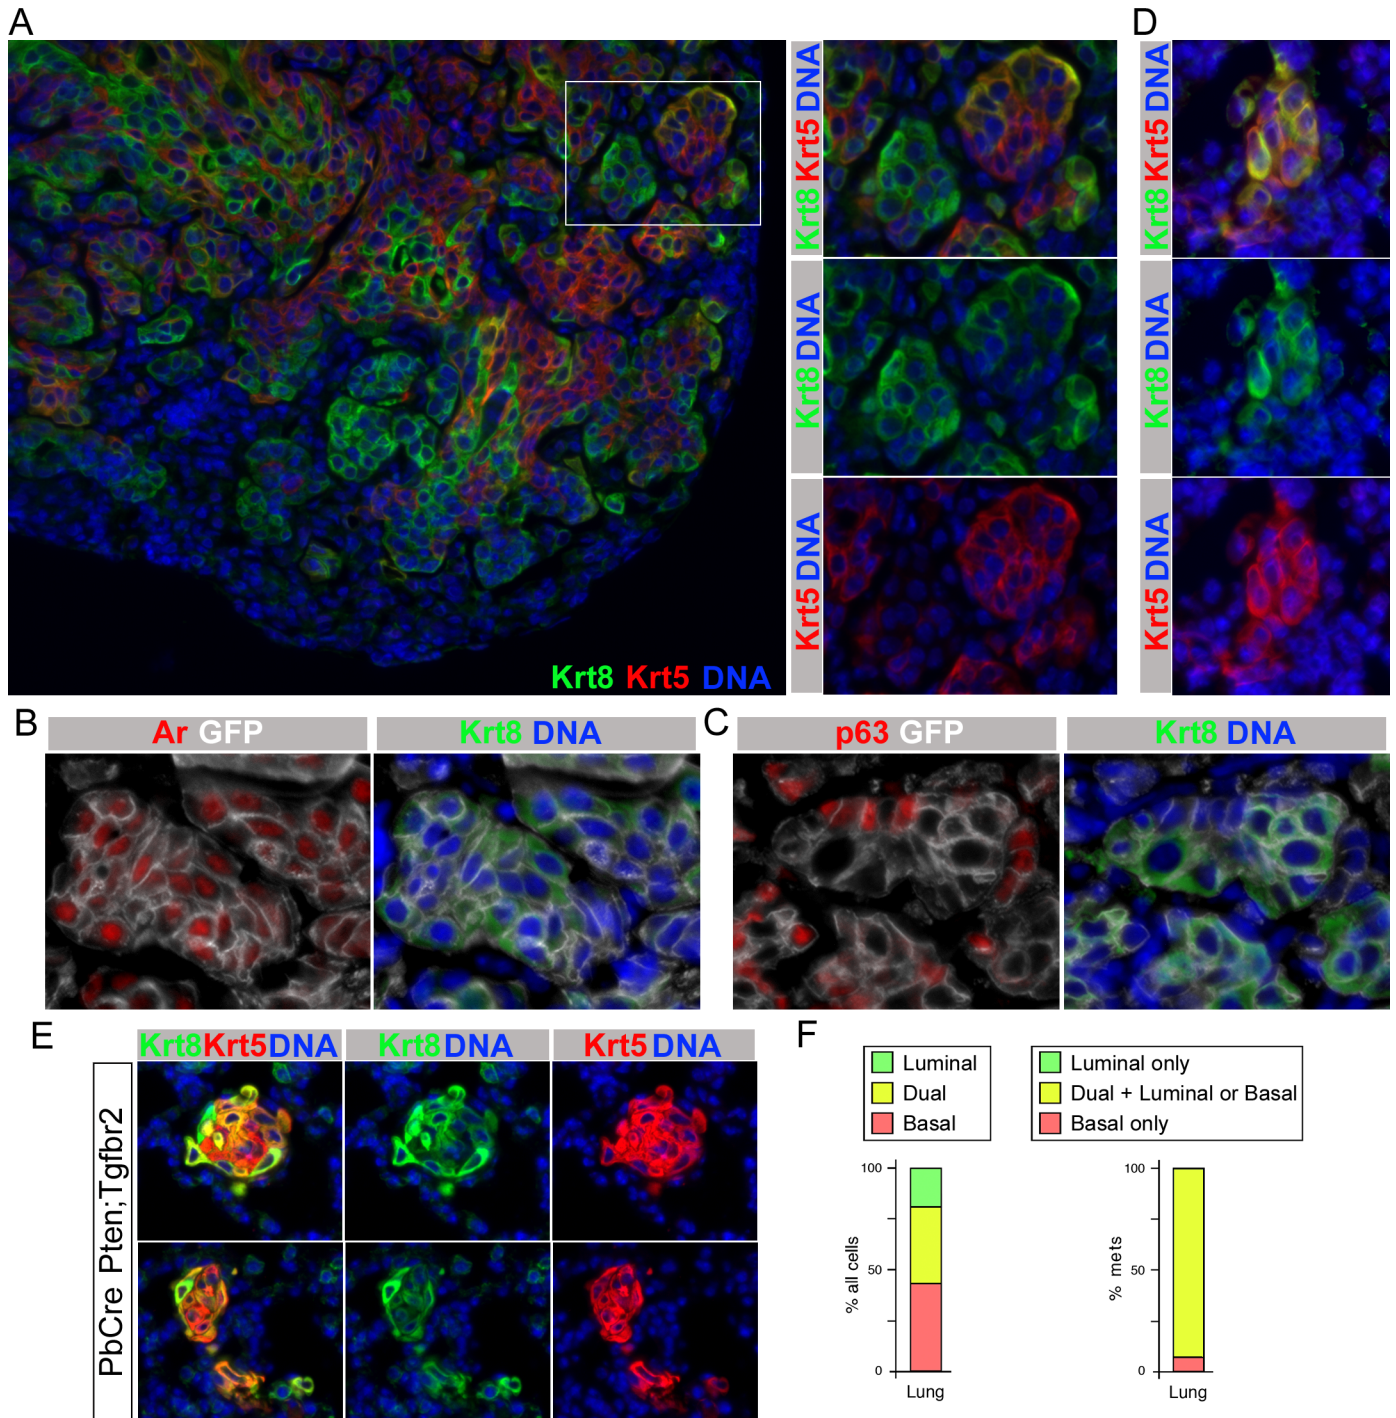 A
D
Krt8 Krt5 DNA
Krt8 DNA
Krt5 DNA
Krt8 Krt5 DNA
Krt8 Krt5 DNA
Krt8 DNA
Krt5 DNA
B
Ar GFP
Krt8 DNA
C
p63 GFP
Krt8 DNA
E
Krt8 Krt5 DNA
Krt8 DNA
Krt5 DNA
PbCre Pten;Tgfbr2
F
Luminal
Dual
Basal
Luminal only
Dual + Luminal or Basal
Basal only
100
50
0
% all cells
Lung
100
50
0
% mets
Lung